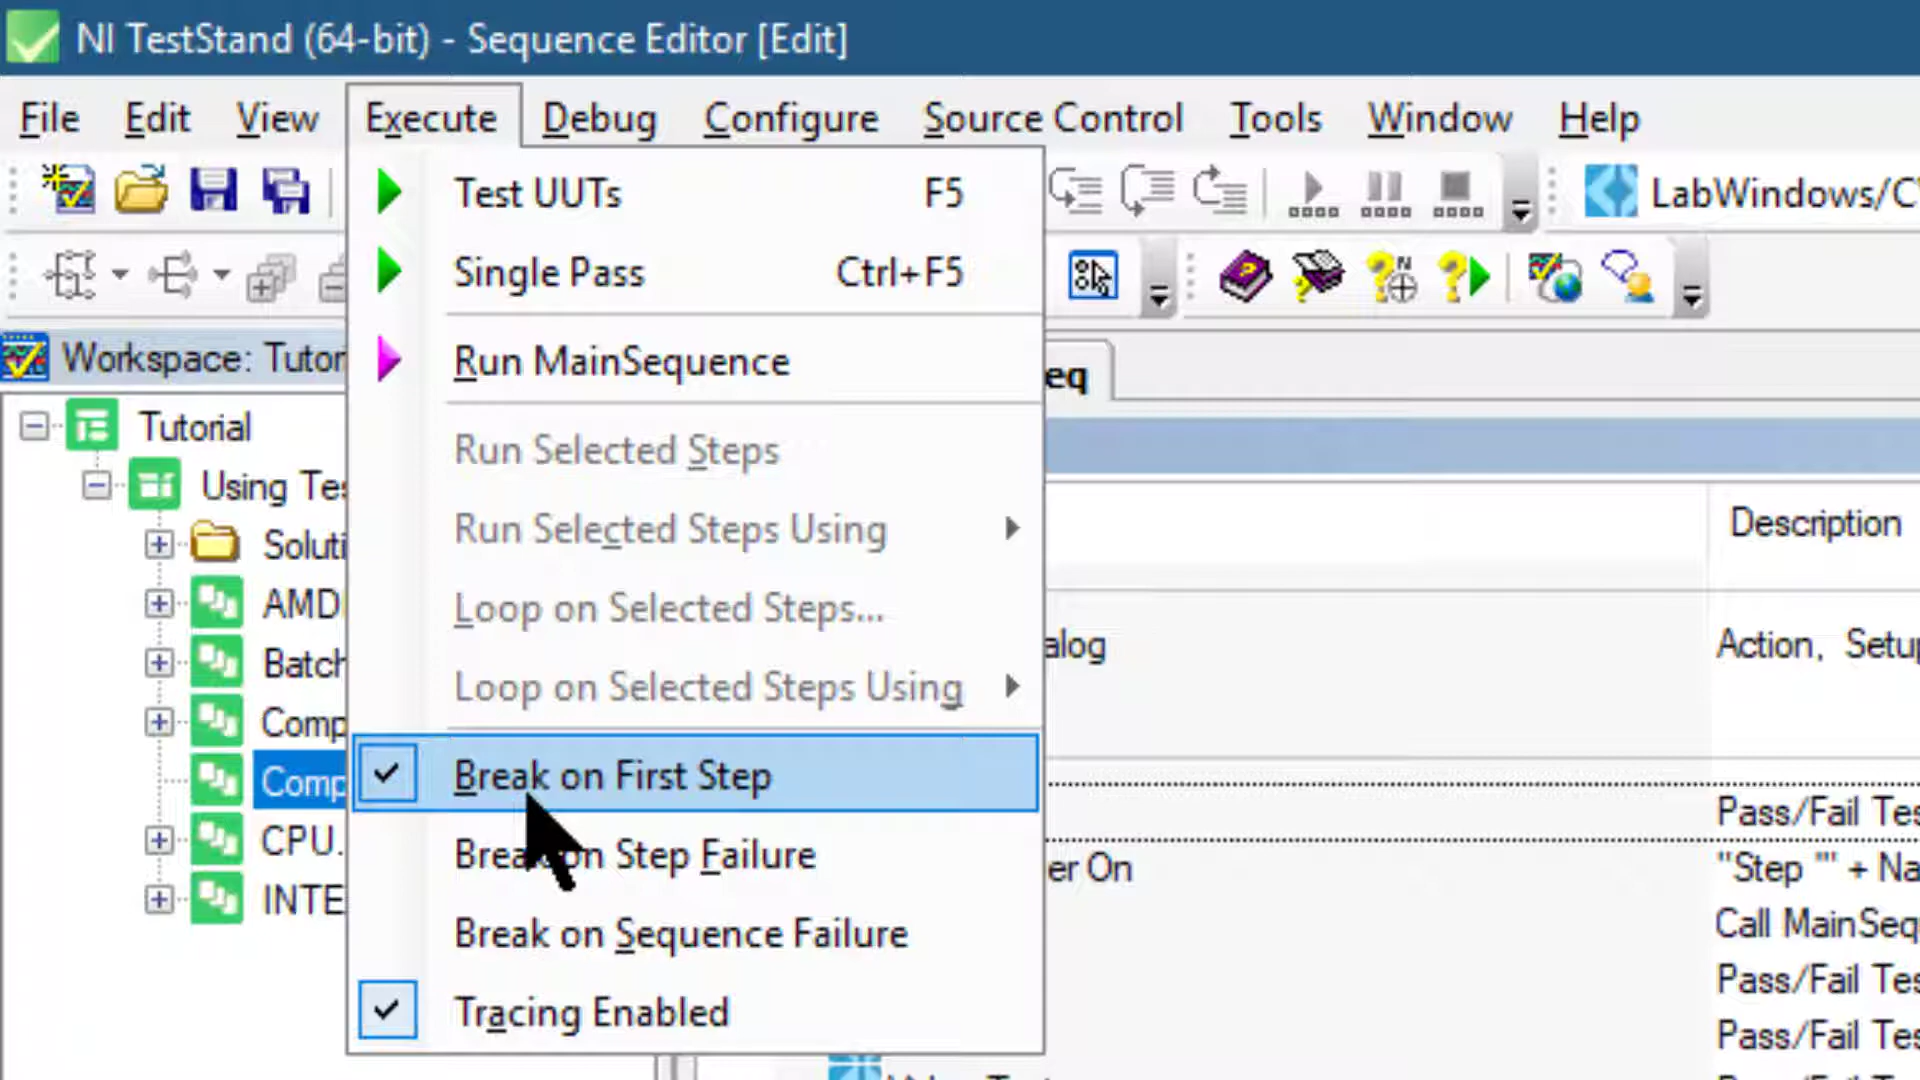 NI TestStand (64-bit) - Sequence Editor [Edit]
File Edit View Execute Debug Configure Source Control Tools Window Help
LabWindows/C
Test UUTs F5
Single Pass Ctrl+F5
Run MainSequence
Run Selected Steps
Run Selected Steps Using
Loop on Selected Steps...
Loop on Selected Steps Using
Break on First Step
Break on Step Failure
Break on Sequence Failure
Tracing Enabled
Workspace: Tutor
Tutorial
Using Tes
Soluti
AMD
Batch
Comp
Comp
CPU.
INTE
eq
Description
alog
Action, Setup
Pass/Fail Tes
er On
"Step '" + Na
Call MainSeq
Pass/Fail Tes
Pass/Fail Tes